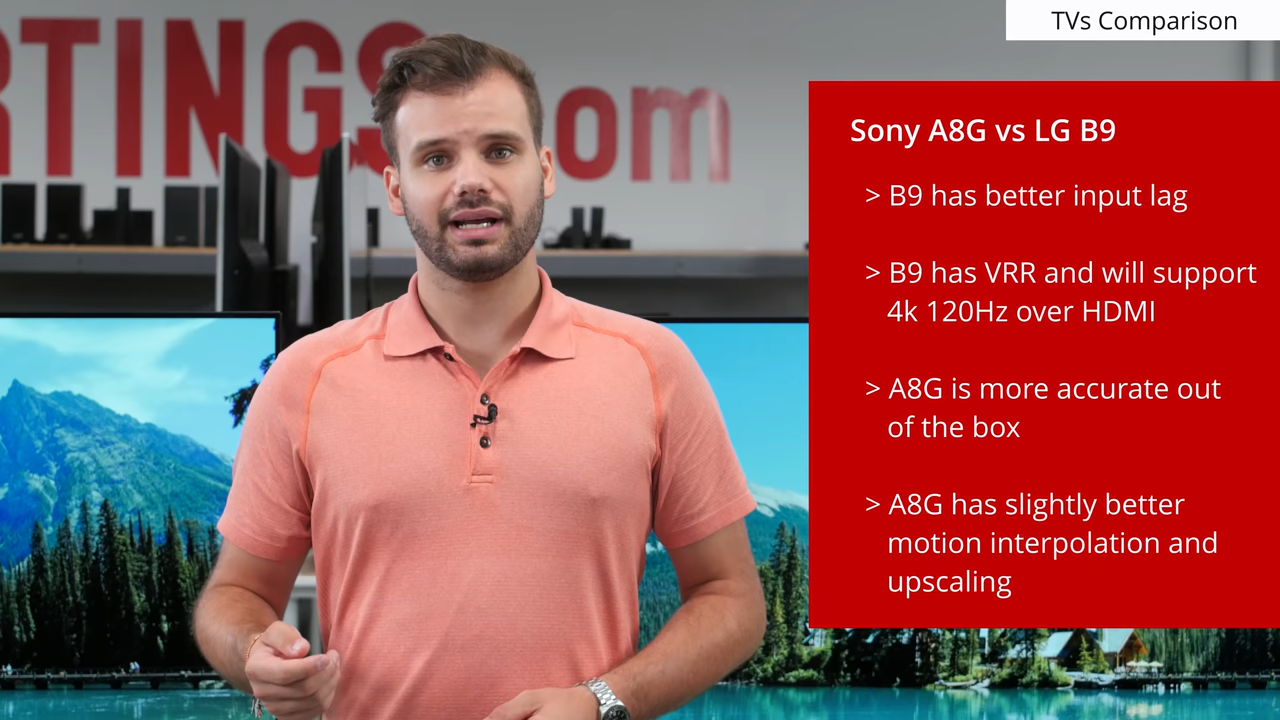 TVs Comparison
RTINGS.com
Sony A8G vs LG B9
> B9 has better input lag
> B9 has VRR and will support
4k 120Hz over HDMI
> A8G is more accurate out
of the box
> A8G has slightly better
motion interpolation and
upscaling